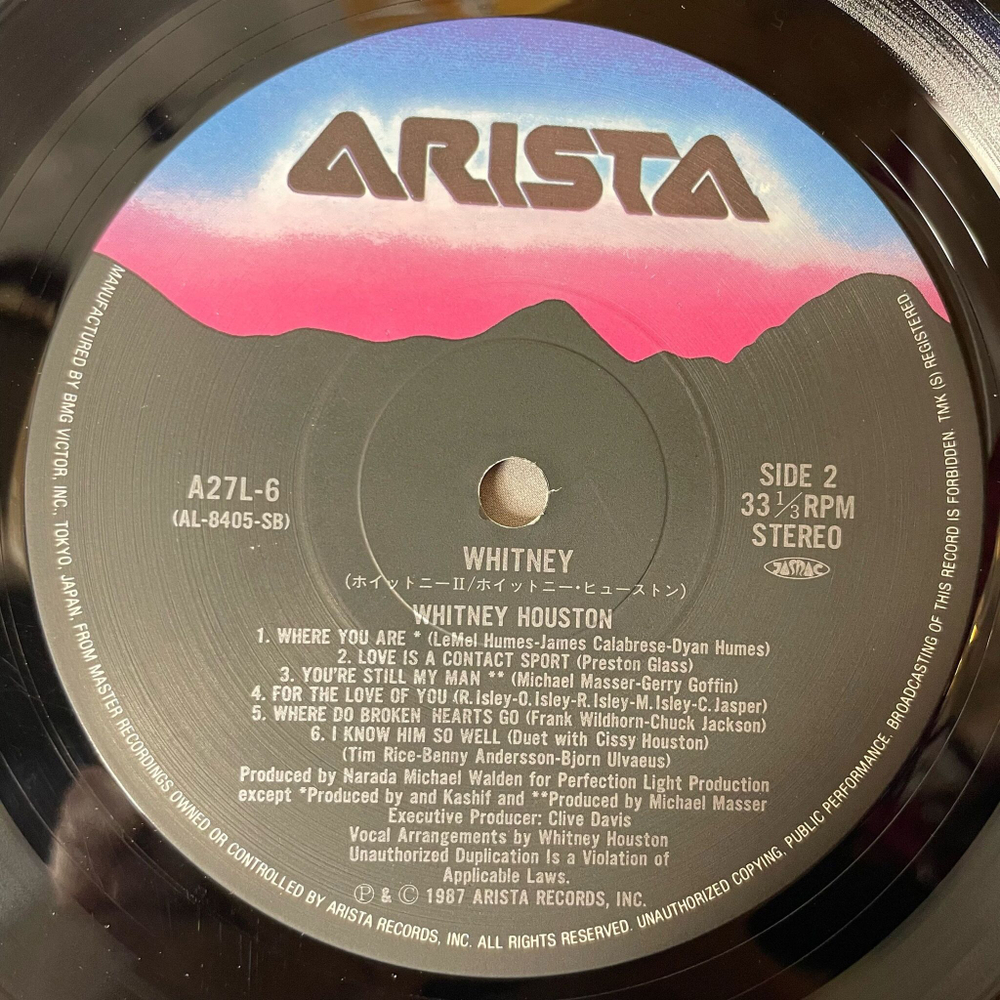 ARISTA
A27L-6
(AL-8405-SB)
SIDE 2
33 1/3 RPM
STEREO
JASRAC
WHITNEY
(ホイットニーII/ホイットニー・ヒューストン)
WHITNEY HOUSTON
1. WHERE YOU ARE * (LeMel Humes-James Calabrese-Dyan Humes)
2. LOVE IS A CONTACT SPORT (Preston Glass)
3. YOU'RE STILL MY MAN ** (Michael Masser-Gerry Goffin)
4. FOR THE LOVE OF YOU (R.Isley-O.Isley-R.Isley-M.Isley-C.Jasper)
5. WHERE DO BROKEN HEARTS GO (Frank Wildhorn-Chuck Jackson)
6. I KNOW HIM SO WELL (Duet with Cissy Houston)
(Tim Rice-Benny Andersson-Bjorn Ulvaeus)
Produced by Narada Michael Walden for Perfection Light Production
except *Produced by and Kashif and **Produced by Michael Masser
Executive Producer: Clive Davis
Vocal Arrangements by Whitney Houston
Unauthorized Duplication Is a Violation of
Applicable Laws.
Ⓟ & © 1987 ARISTA RECORDS, INC.
MANUFACTURED BY BMG VICTOR, INC., TOKYO, JAPAN, FROM MASTER RECORDINGS OWNED OR CONTROLLED BY ARISTA RECORDS, INC. ALL RIGHTS RESERVED. UNAUTHORIZED COPYING, PUBLIC PERFORMANCE, BROADCASTING OF THIS RECORD IS FORBIDDEN. TMK (S) REGISTERED.